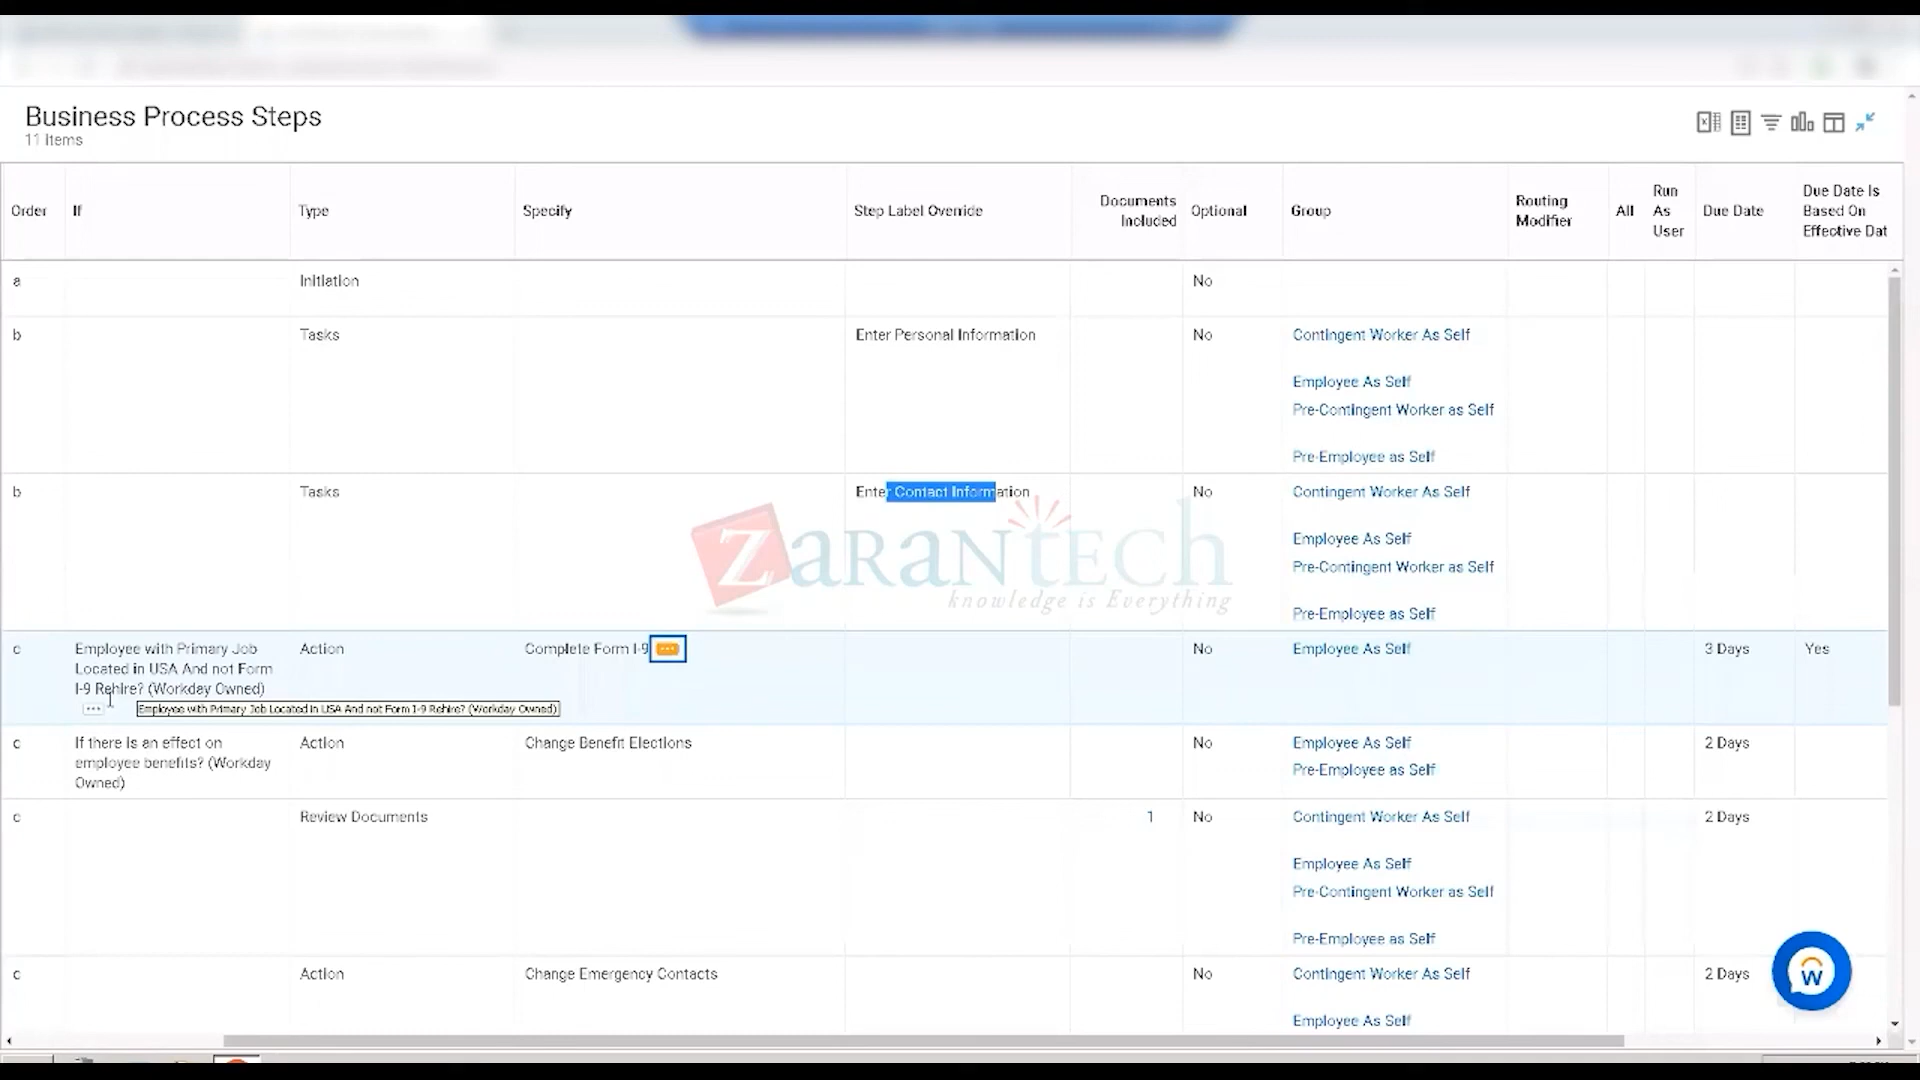 Business Process Steps
11 Items
Order
If
Type
Specify
Step Label Override
Documents
Included
Optional
Group
Routing
Modifier
All
Run
As
User
Due Date
Due Date Is
Based On
Effective Dat
a
Initiation
No
b
Tasks
Enter Personal Information
No
Contingent Worker As Self
Employee As Self
Pre-Contingent Worker as Self
Pre-Employee as Self
b
Tasks
Enter Contact Information
No
Contingent Worker As Self
Employee As Self
Pre-Contingent Worker as Self
Pre-Employee as Self
ZaranTech
knowledge is Everything
c
Employee with Primary Job
Located in USA And not Form
I-9 Rehire? (Workday Owned)
Action
Complete Form I-9
No
Employee As Self
3 Days
Yes
Employee with Primary Job Located in USA And not Form I-9 Rehire? (Workday Owned)
c
If there is an effect on
employee benefits? (Workday
Owned)
Action
Change Benefit Elections
No
Employee As Self
Pre-Employee as Self
2 Days
c
Review Documents
1
No
Contingent Worker As Self
Employee As Self
Pre-Contingent Worker as Self
Pre-Employee as Self
2 Days
c
Action
Change Emergency Contacts
No
Contingent Worker As Self
Employee As Self
2 Days
W